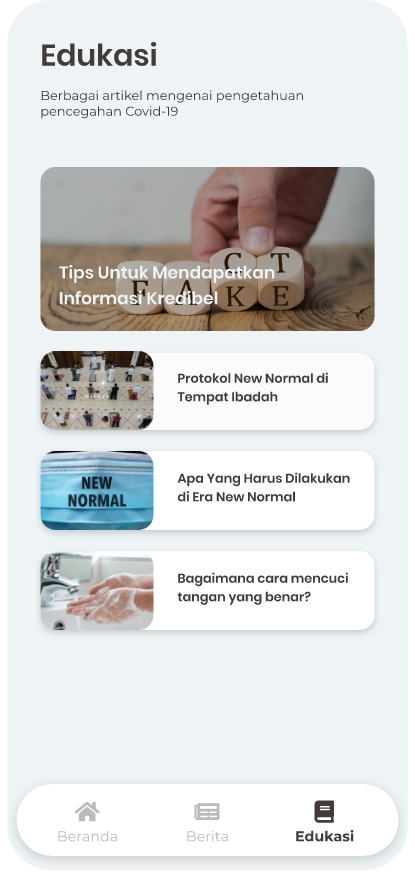 Edukasi
Berbagai artikel mengenai pengetahuan
pencegahan Covid-19
Tips Untuk Mendapatkan
Informasi Kredibel
C T
F A K E
Protokol New Normal di
Tempat Ibadah
NEW
NORMAL
Apa Yang Harus Dilakukan
di Era New Normal
Bagaimana cara mencuci
tangan yang benar?
Beranda
Berita
Edukasi